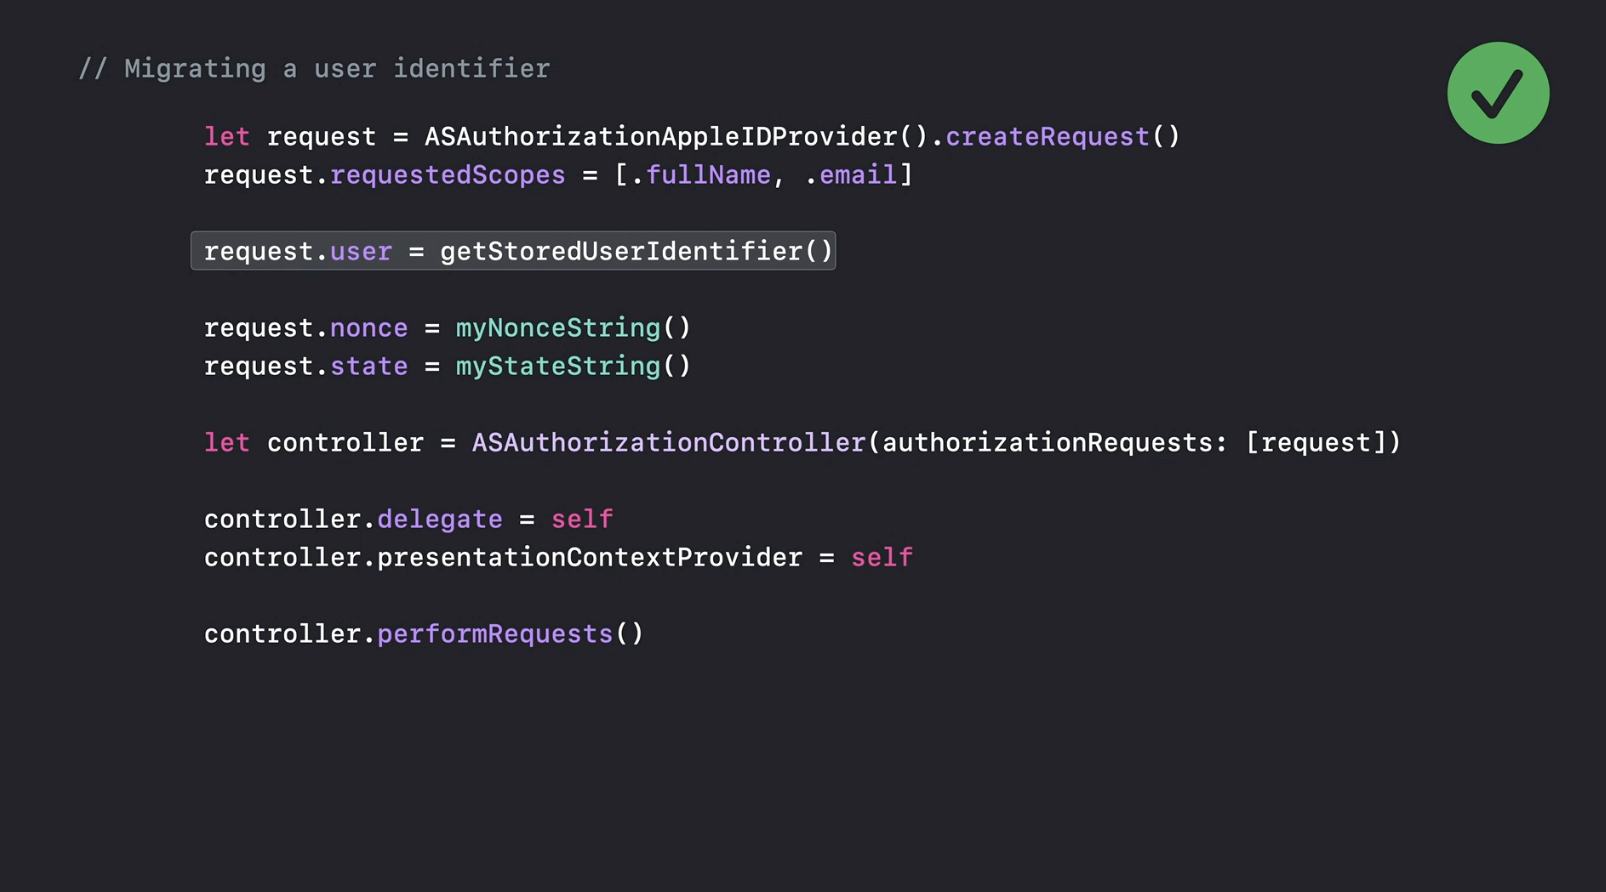 // Migrating a user identifier
let request = ASAuthorizationAppleIDProvider().createRequest()
request.requestedScopes = [.fullName, .email]
request.user = getStoredUserIdentifier()
request.nonce = myNonceString()
request.state = myStateString()
let controller = ASAuthorizationController(authorizationRequests: [request])
controller.delegate = self
controller.presentationContextProvider = self
controller.performRequests()